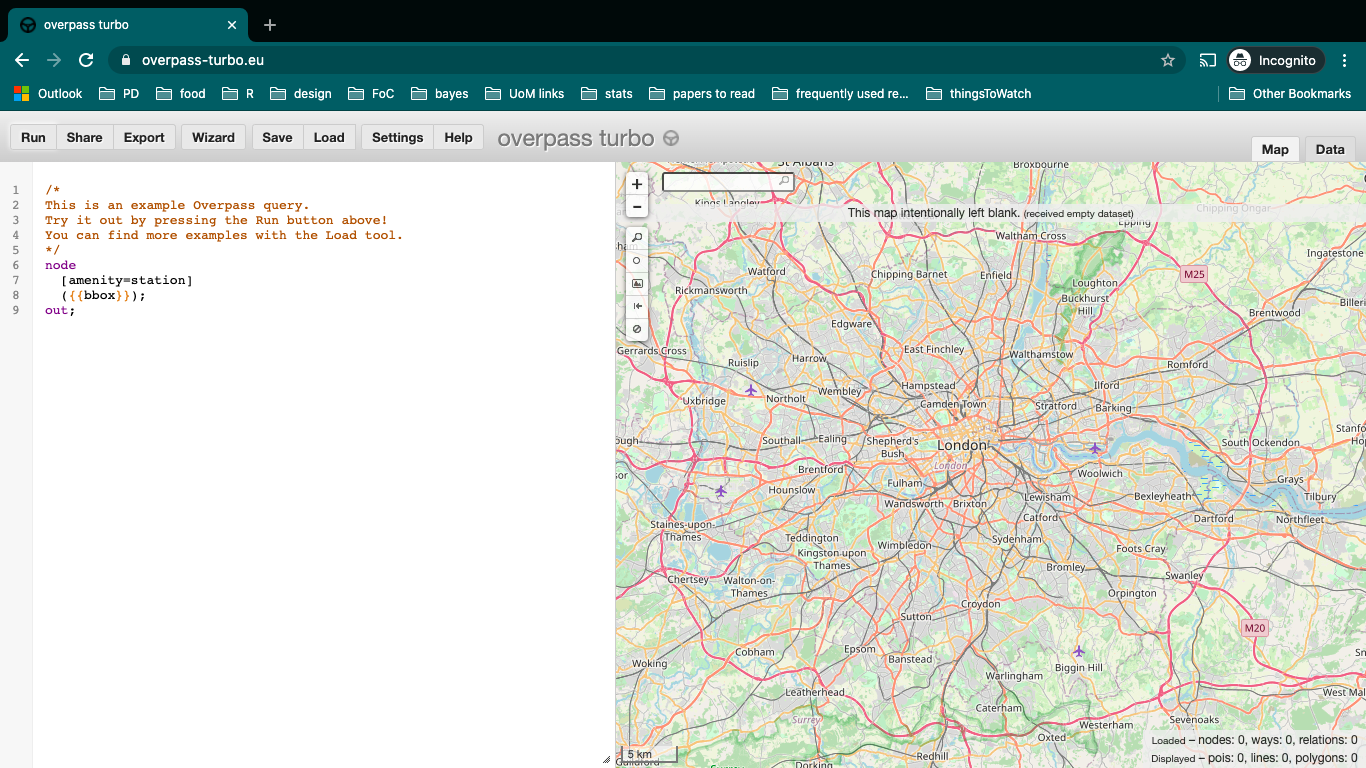 overpass turbo
overpass-turbo.eu
Incognito
Outlook PD food R design FoC bayes UoM links stats papers to read frequently used re... thingsToWatch Other Bookmarks
Run Share Export Wizard Save Load Settings Help overpass turbo
Map Data
1 /*
2 This is an example Overpass query.
3 Try it out by pressing the Run button above!
4 You can find more examples with the Load tool.
5 */
6 node
7 [amenity=station]
8 ({{bbox}});
9 out;
+
−
This map intentionally left blank. (received empty dataset)
St Albans
Broxbourne
Kings Langley
Chipping Ongar
Epping
Waltham Cross
Ingatestone
Watford
Chipping Barnet
Enfield
M25
Loughton
Rickmansworth
Buckhurst
Hill
Brentwood
Edgware
Gerrards Cross
East Finchley
Walthamstow
Ruislip
Harrow
Romford
Wembley
Hampstead
Ilford
Uxbridge
Northolt
Camden Town
Stratford
Barking
Southall
Ealing
Shepherd's
Bush
London
South Ockendon
London
Brentford
Woolwich
Grays
Hounslow
Fulham
Lewisham
Bexleyheath
Tilbury
Wandsworth
Brixton
Catford
Dartford
Northfleet
Staines-upon-
Thames
Teddington
Kingston-upon
Thames
Wimbledon
Sydenham
Foots Cray
Bromley
Swanley
Chertsey
Walton-on-
Thames
Orpington
Croydon
Sutton
M20
Cobham
Epsom
Banstead
Woking
Biggin Hill
Warlingham
Leatherhead
Caterham
Surrey
Westerham
Sevenoaks
Oxted
Redhill
Dorking
5 km
Loaded – nodes: 0, ways: 0, relations: 0
Displayed – pois: 0, lines: 0, polygons: 0